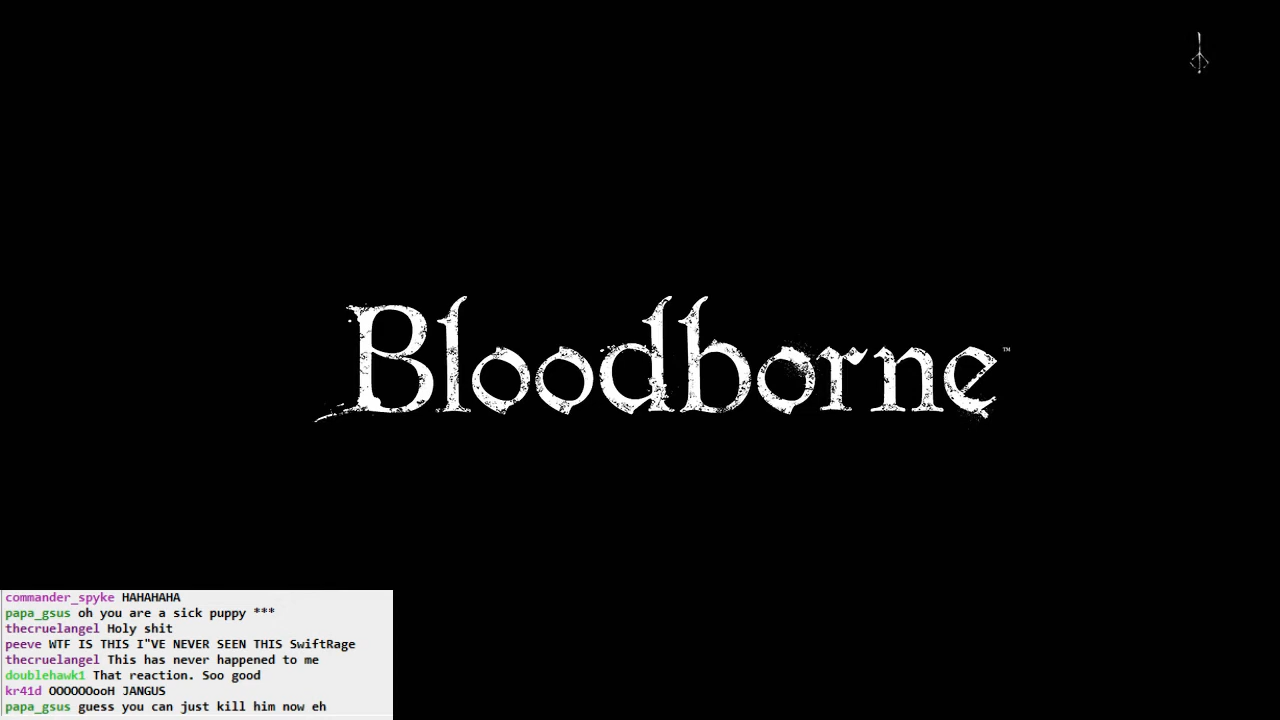 Bloodborne™
commander_spyke HAHAHAHA
papa_gsus oh you are a sick puppy ***
thecruelangel Holy shit
peeve WTF IS THIS I"VE NEVER SEEN THIS SwiftRage
thecruelangel This has never happened to me
doublehawk1 That reaction. Soo good
kr41d OOOOOOooH JANGUS
papa_gsus guess you can just kill him now eh